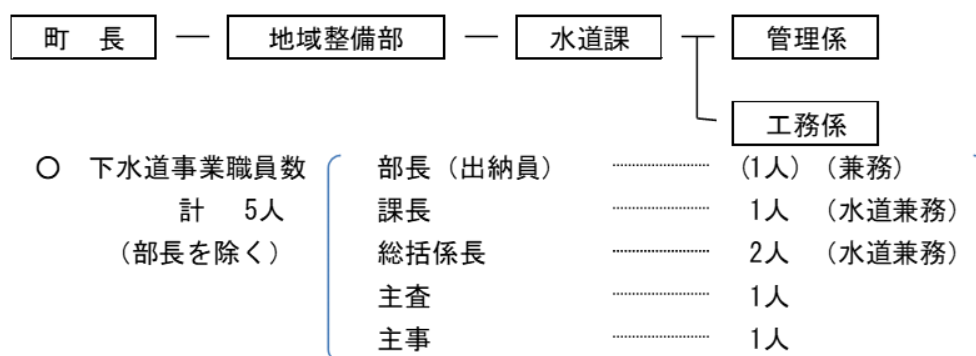 町　長 地域整備部 水道課 管理係
工務係
○ 下水道事業職員数 部長（出納員） ……………… (1人) （兼務）
計　5人 課長 ……………… 1人 （水道兼務）
（部長を除く） 総括係長 ……………… 2人 （水道兼務）
主査 ……………… 1人
主事 ……………… 1人